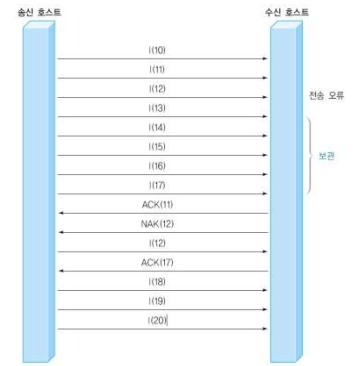 송신 호스트
수신 호스트
I(10)
I(11)
I(12)
전송 오류
I(13)
I(14)
I(15)
보관
I(16)
I(17)
ACK(11)
NAK(12)
I(12)
ACK(17)
I(18)
I(19)
I(20)